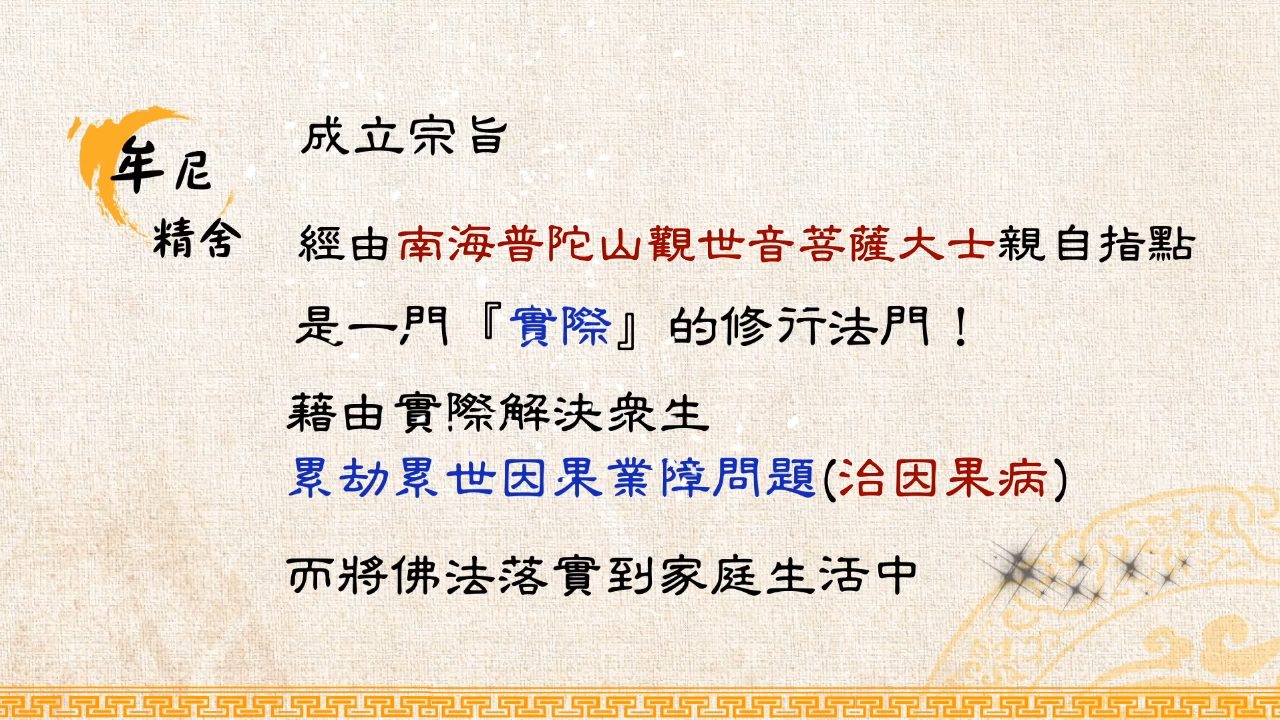 牟尼
精舍
成立宗旨
經由南海普陀山觀世音菩薩大士親自指點
是一門『實際』的修行法門！
藉由實際解決衆生
累劫累世因果業障問題(治因果病)
而將佛法落實到家庭生活中